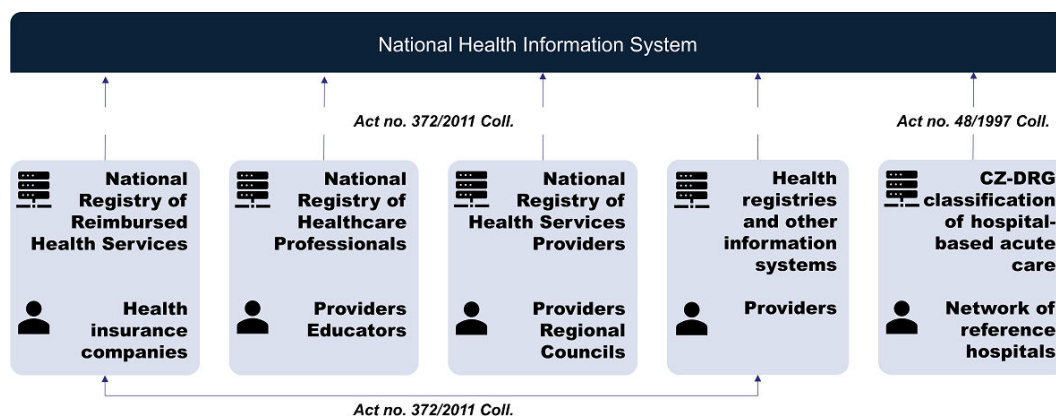 National Health Information System
Act no. 372/2011 Coll.
Act no. 48/1997 Coll.
National
Registry of
Reimbursed
Health Services
Health
insurance
companies
National
Registry of
Healthcare
Professionals
Providers
Educators
National
Registry of
Health Services
Providers
Providers
Regional
Councils
Health
registries
and other
information
systems
Providers
CZ-DRG
classification
of hospital-
based acute
care
Network of
reference
hospitals
Act no. 372/2011 Coll.